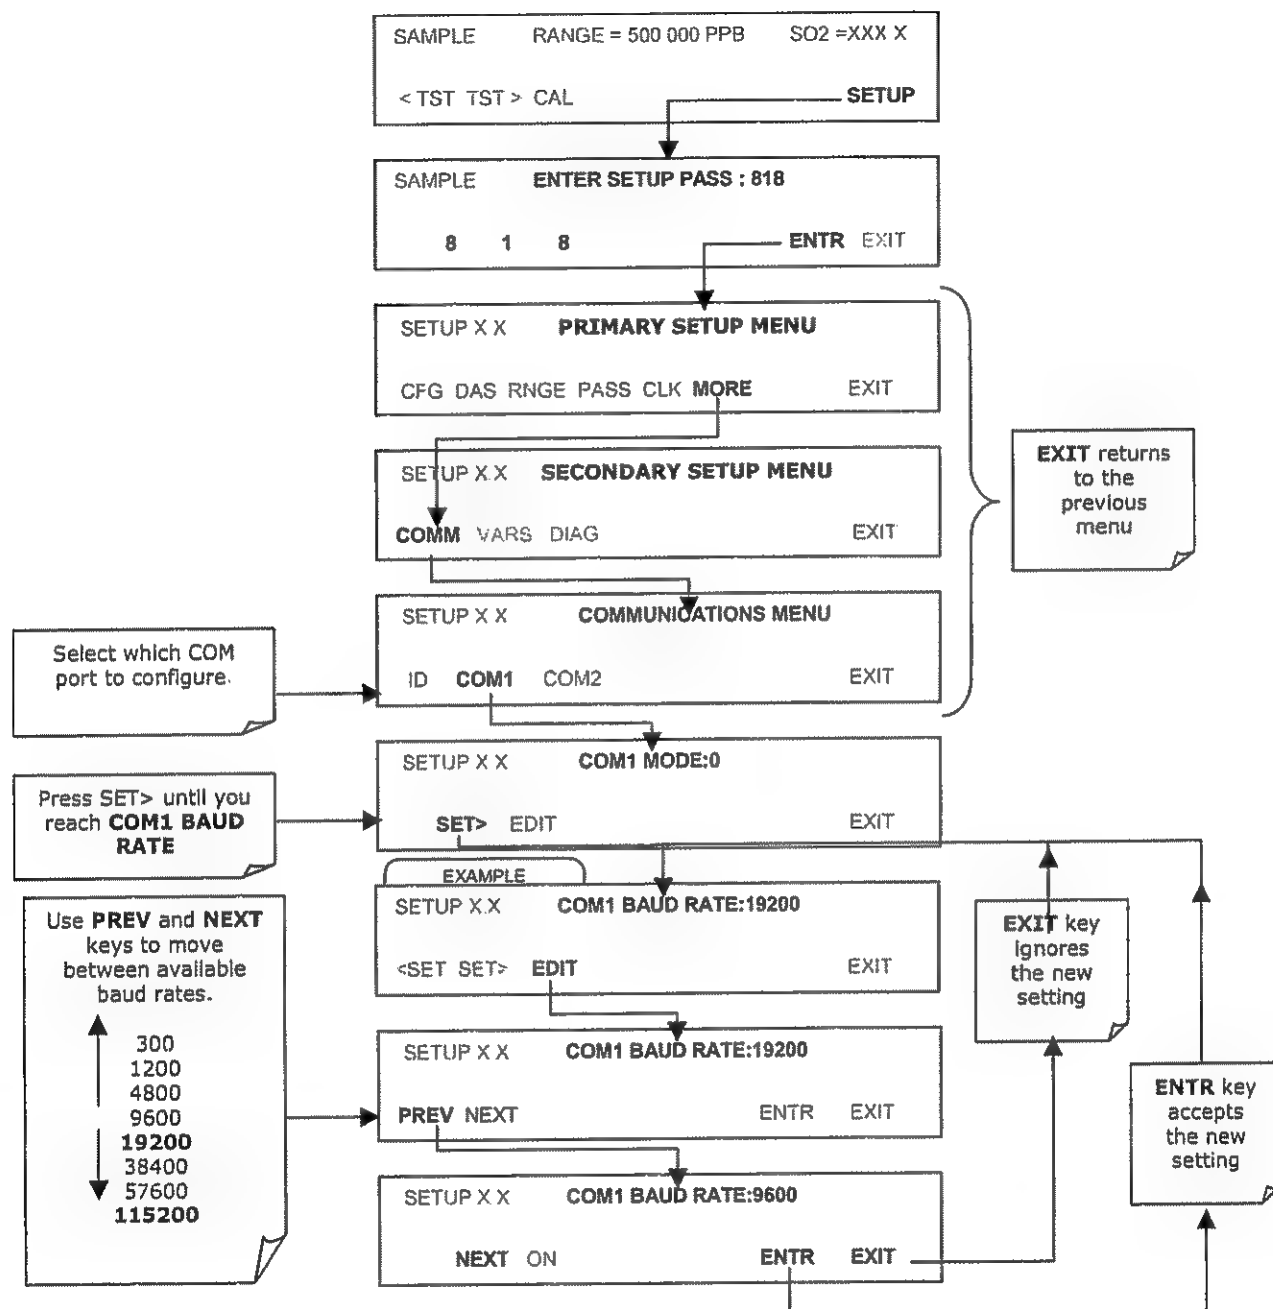 SAMPLE RANGE = 500 000 PPB SO2 =XXX X
< TST TST > CAL SETUP
SAMPLE ENTER SETUP PASS : 818
8 1 8 ENTR EXIT
SETUP X X PRIMARY SETUP MENU
CFG DAS RNGE PASS CLK MORE EXIT
SETUP X.X SECONDARY SETUP MENU
COMM VARS DIAG EXIT
EXIT returns
to the
previous
menu
SETUP X X COMMUNICATIONS MENU
ID COM1 COM2 EXIT
Select which COM
port to configure.
SETUP X X COM1 MODE:0
SET> EDIT EXIT
Press SET> until you
reach COM1 BAUD
RATE
EXAMPLE
SETUP X.X COM1 BAUD RATE:19200
<SET SET> EDIT EXIT
EXIT key
ignores
the new
setting
Use PREV and NEXT
keys to move
between available
baud rates.
300
1200
4800
9600
19200
38400
57600
115200
SETUP X X COM1 BAUD RATE:19200
PREV NEXT ENTR EXIT
ENTR key
accepts
the new
setting
SETUP X X COM1 BAUD RATE:9600
NEXT ON ENTR EXIT